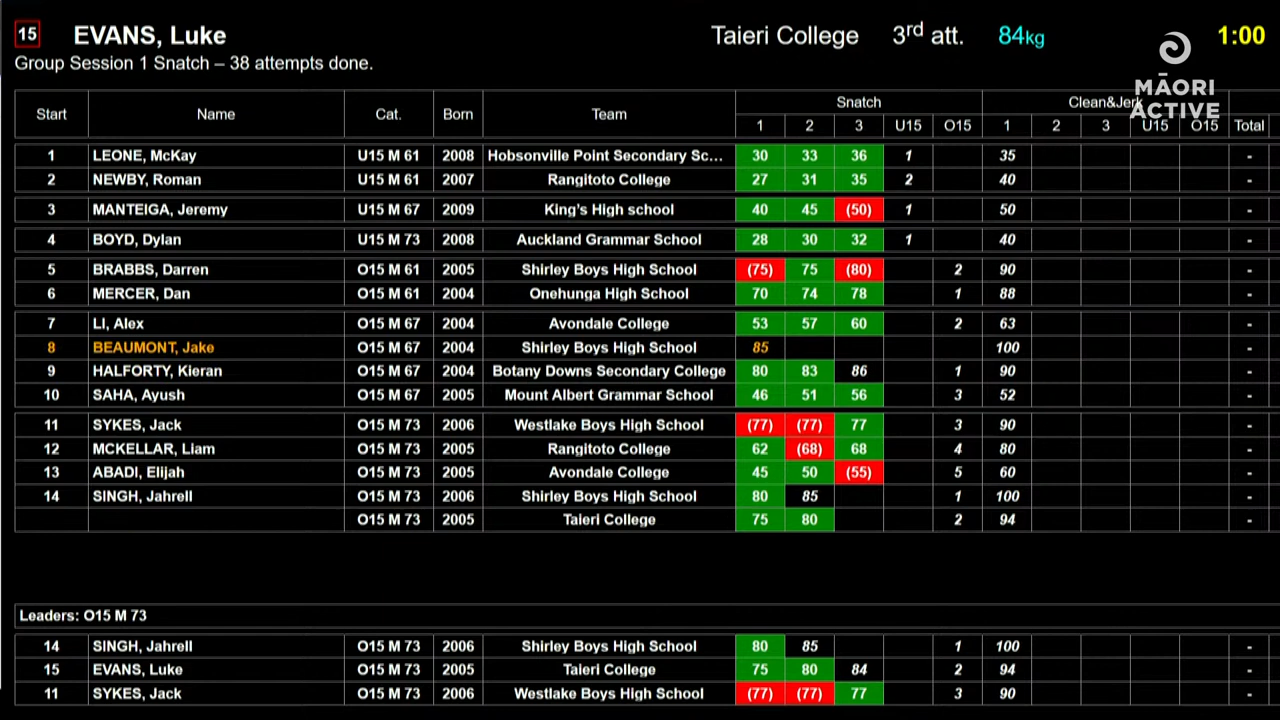 15 EVANS, Luke Taieri College 3rd att. 84kg 1:00
Group Session 1 Snatch – 38 attempts done.
MĀORI
ACTIVE
Start Name Cat. Born Team Snatch Clean&Jerk
1 2 3 U15 O15 1 2 3 U15 O15 Total
1 LEONE, McKay U15 M 61 2008 Hobsonville Point Secondary Sc... 30 33 36 1 35 -
2 NEWBY, Roman U15 M 61 2007 Rangitoto College 27 31 35 2 40 -
3 MANTEIGA, Jeremy U15 M 67 2009 King's High school 40 45 (50) 1 50 -
4 BOYD, Dylan U15 M 73 2008 Auckland Grammar School 28 30 32 1 40 -
5 BRABBS, Darren O15 M 61 2005 Shirley Boys High School (75) 75 (80) 2 90 -
6 MERCER, Dan O15 M 61 2004 Onehunga High School 70 74 78 1 88 -
7 LI, Alex O15 M 67 2004 Avondale College 53 57 60 2 63 -
8 BEAUMONT, Jake O15 M 67 2004 Shirley Boys High School 85 100 -
9 HALFORTY, Kieran O15 M 67 2004 Botany Downs Secondary College 80 83 86 1 90 -
10 SAHA, Ayush O15 M 67 2005 Mount Albert Grammar School 46 51 56 3 52 -
11 SYKES, Jack O15 M 73 2006 Westlake Boys High School (77) (77) 77 3 90 -
12 MCKELLAR, Liam O15 M 73 2005 Rangitoto College 62 (68) 68 4 80 -
13 ABADI, Elijah O15 M 73 2005 Avondale College 45 50 (55) 5 60 -
14 SINGH, Jahrell O15 M 73 2006 Shirley Boys High School 80 85 1 100 -
O15 M 73 2005 Taieri College 75 80 2 94 -
Leaders: O15 M 73
14 SINGH, Jahrell O15 M 73 2006 Shirley Boys High School 80 85 1 100 -
15 EVANS, Luke O15 M 73 2005 Taieri College 75 80 84 2 94 -
11 SYKES, Jack O15 M 73 2006 Westlake Boys High School (77) (77) 77 3 90 -